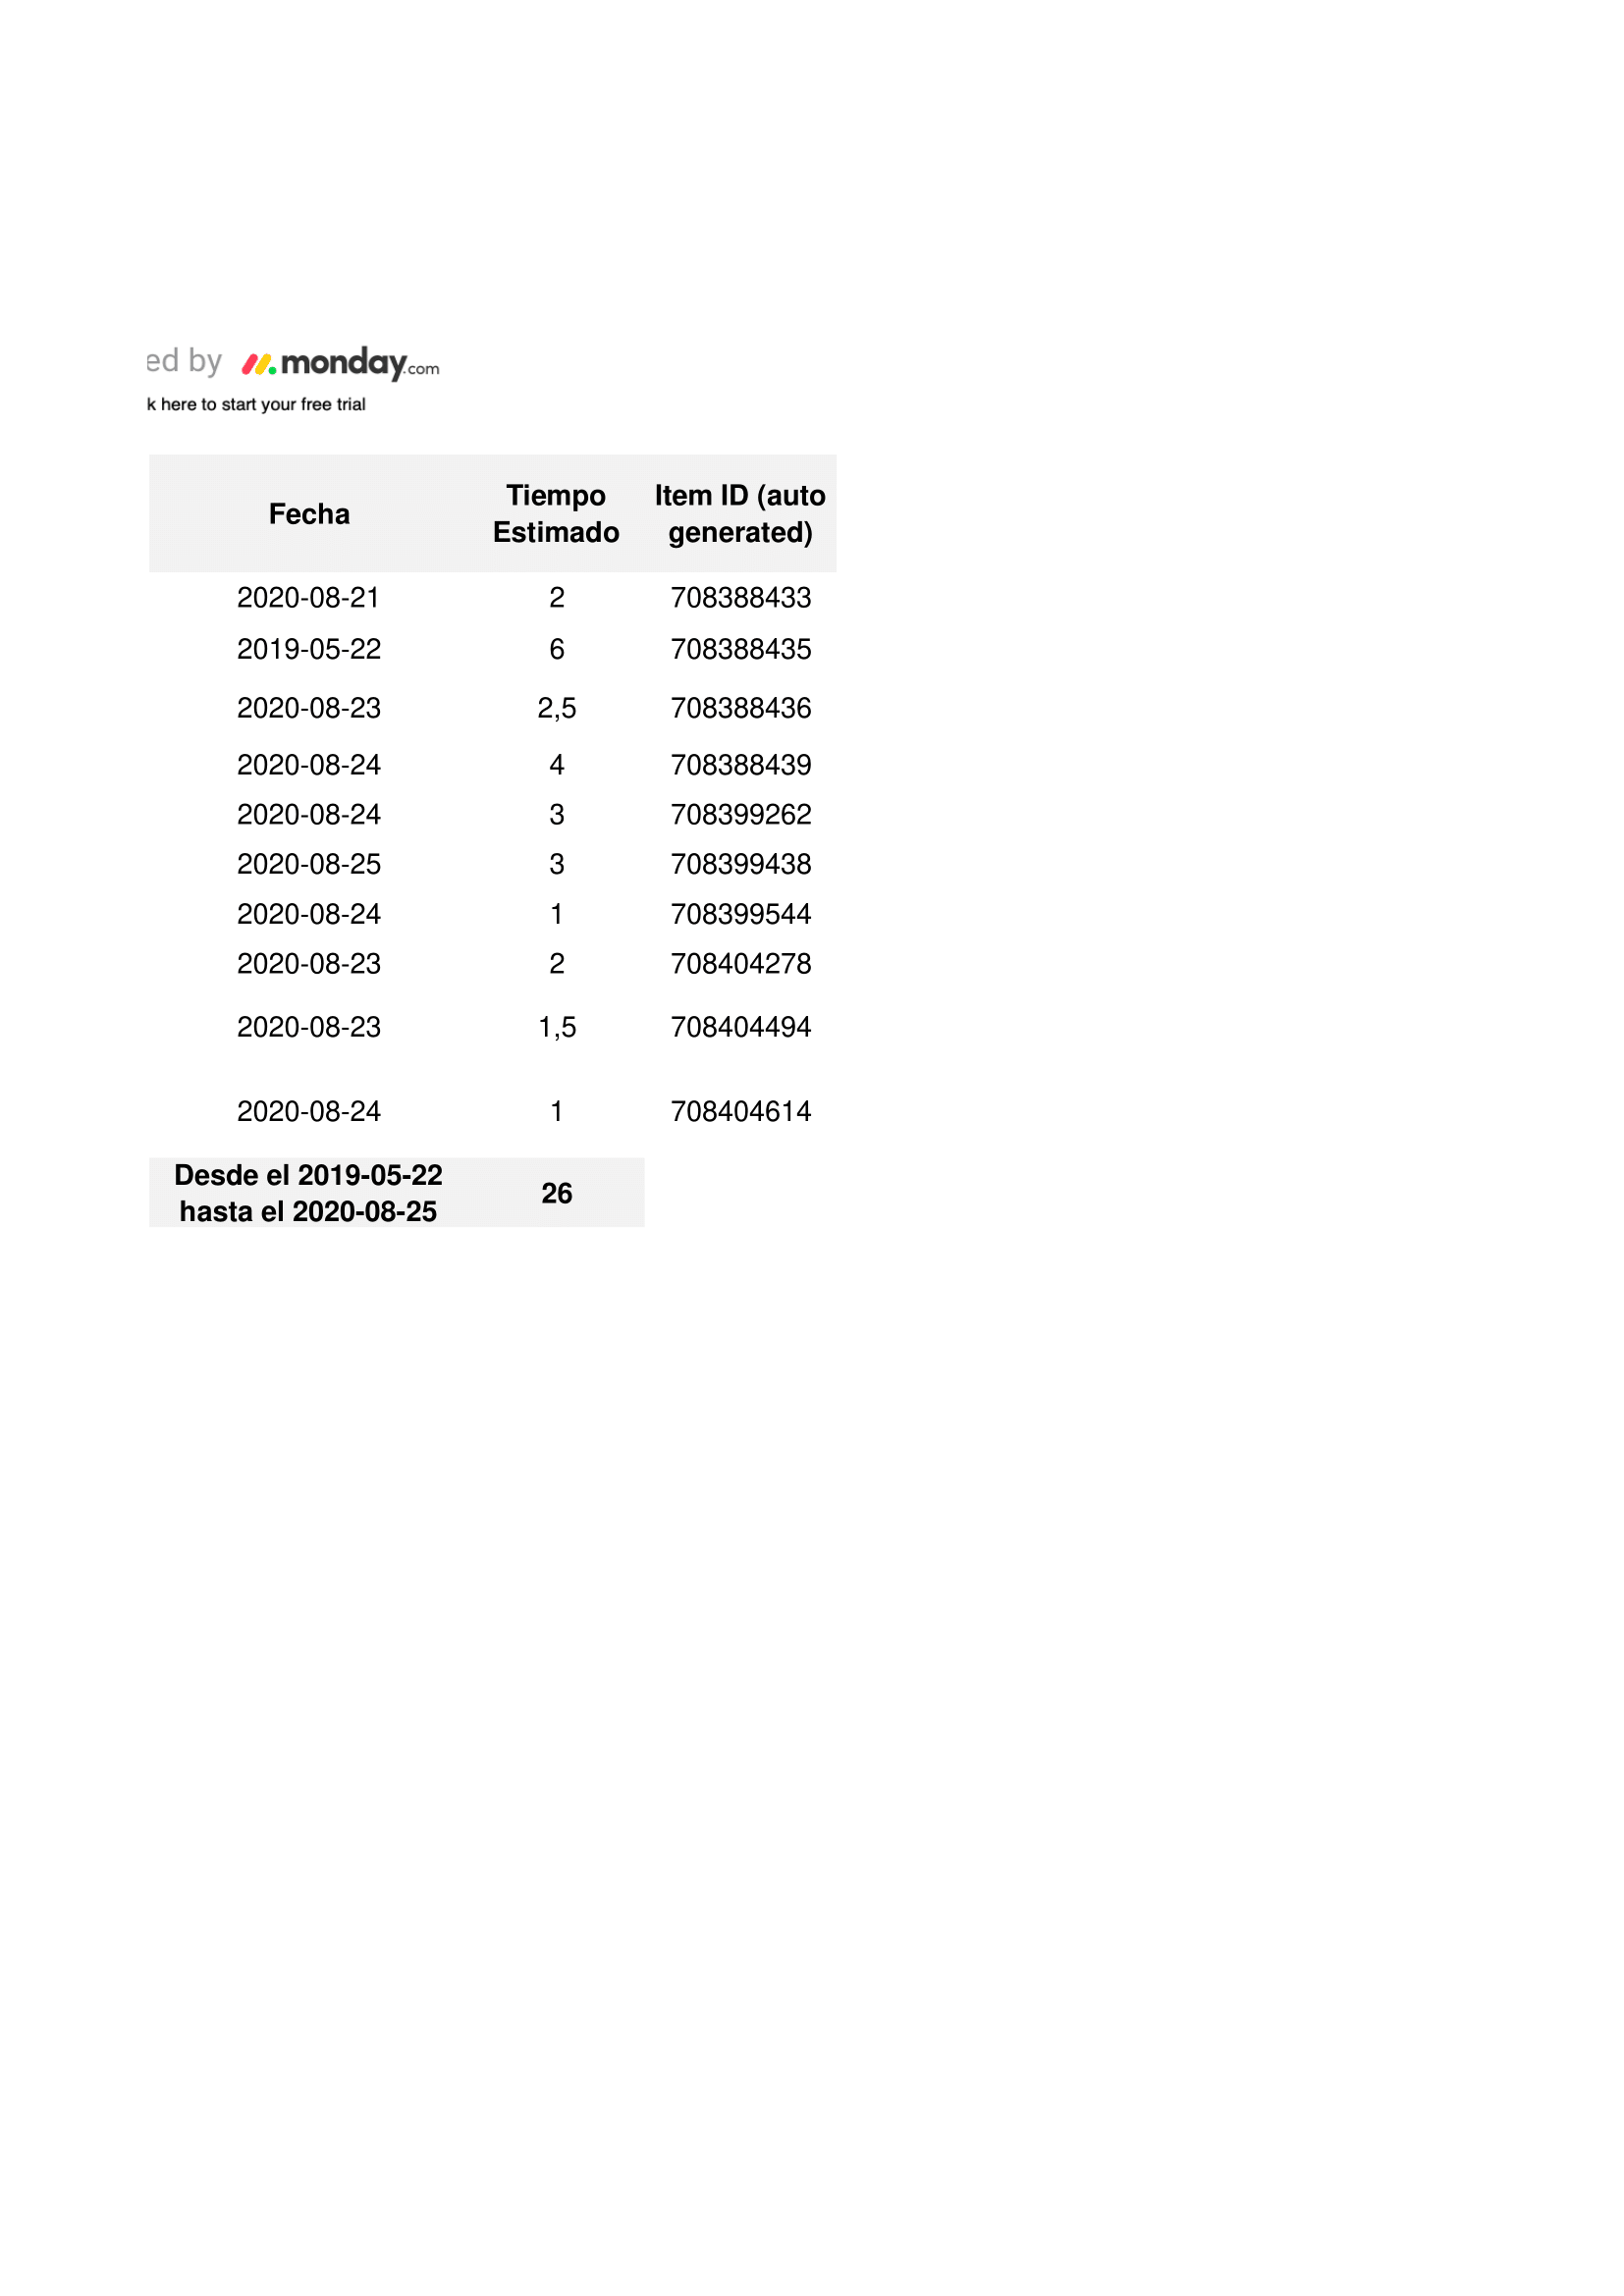 ed by monday.com
k here to start your free trial
Fecha Tiempo Estimado Item ID (auto generated)
2020-08-21 2 708388433
2019-05-22 6 708388435
2020-08-23 2,5 708388436
2020-08-24 4 708388439
2020-08-24 3 708399262
2020-08-25 3 708399438
2020-08-24 1 708399544
2020-08-23 2 708404278
2020-08-23 1,5 708404494
2020-08-24 1 708404614
Desde el 2019-05-22 hasta el 2020-08-25 26